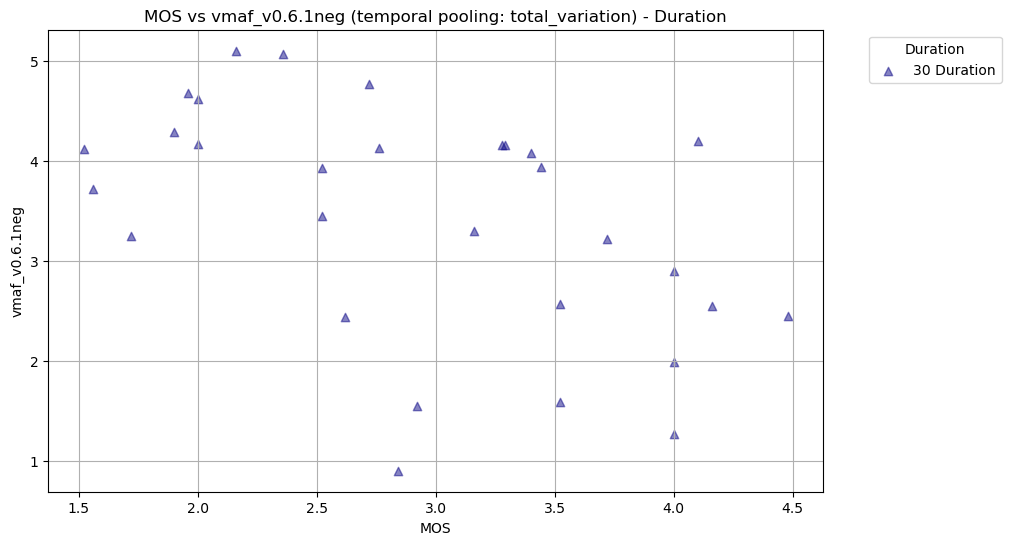 MOS vs vmaf_v0.6.1neg (temporal pooling: total_variation) - Duration
Duration
30 Duration
vmaf_v0.6.1neg
5
4
3
2
1
1.5 2.0 2.5 3.0 3.5 4.0 4.5
MOS